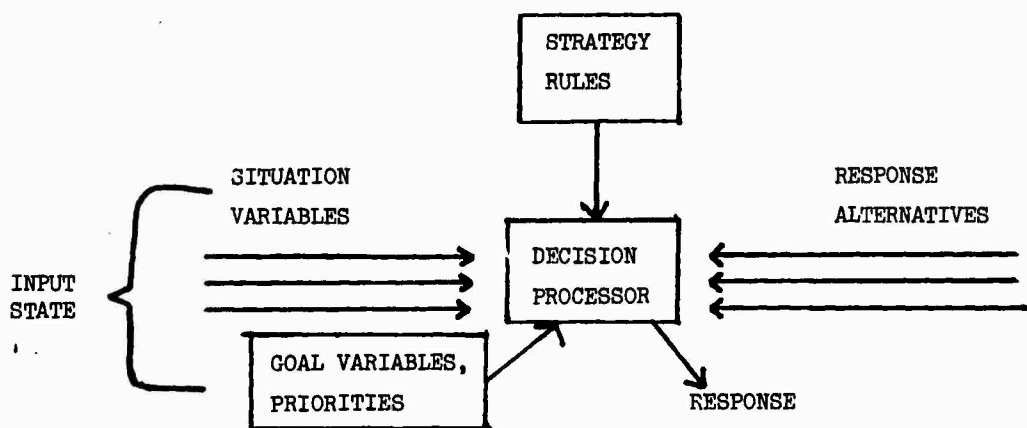 STRATEGY
RULES
SITUATION
VARIABLES
RESPONSE
ALTERNATIVES
INPUT
STATE
DECISION
PROCESSOR
GOAL VARIABLES,
PRIORITIES
RESPONSE